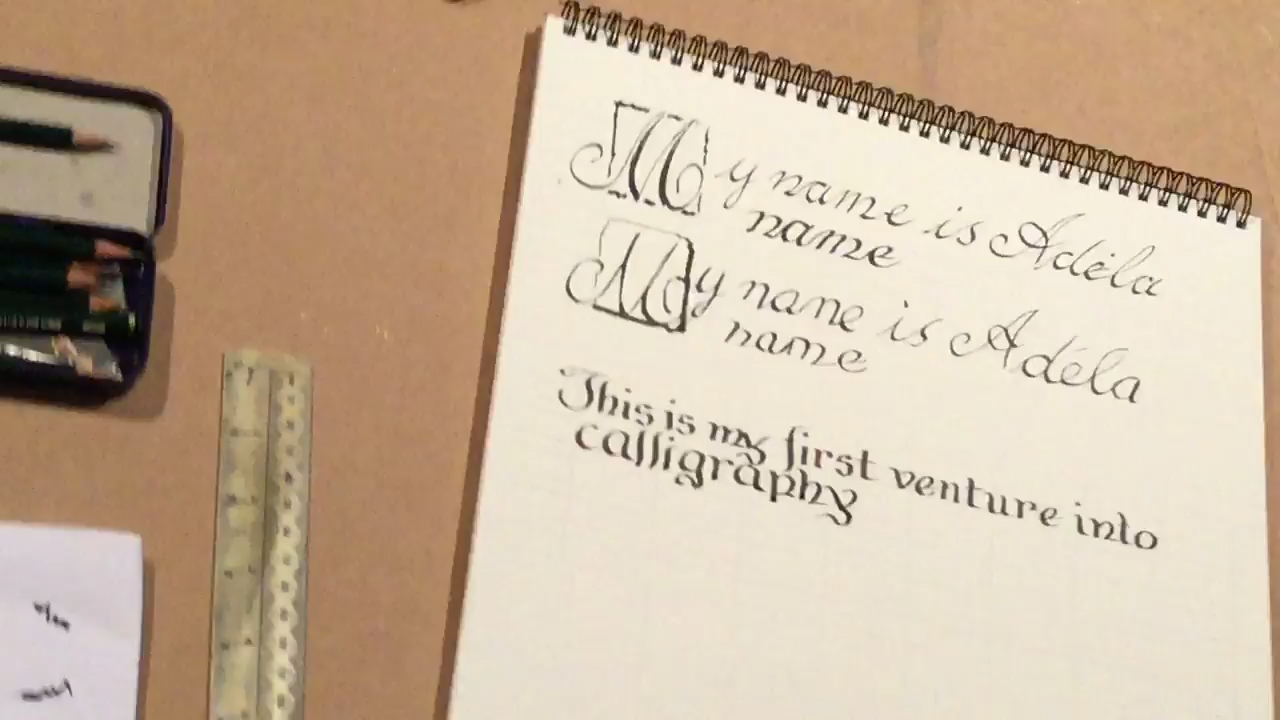 My name is Adéla
name
My name is Adéla
name
This is my first venture into
calligraphy